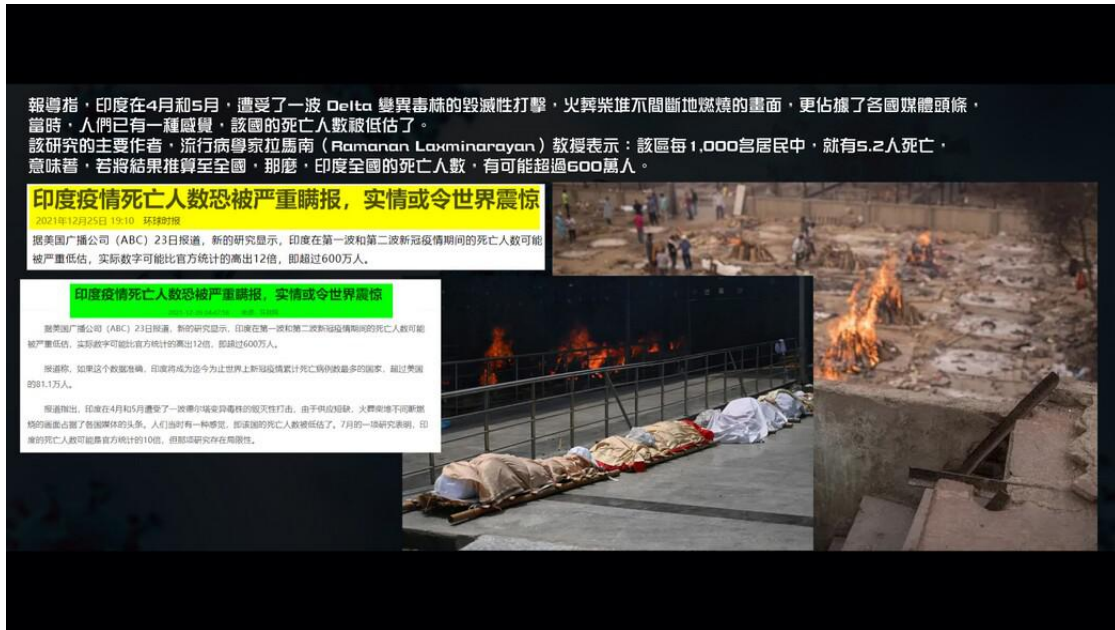 報導指，印度在4月和5月，遭受了一波 Delta 變異毒株的毀滅性打擊，火葬柴堆不間斷地燃燒的畫面，更佔據了各國媒體頭條，
當時，人們已有一種感覺，該國的死亡人數被低估了。
該研究的主要作者，流行病學家拉馬南（Ramanan Laxminarayan）教授表示：該區每1,000名居民中，就有5.2人死亡，
意味著，若將結果推算至全國，那麼，印度全國的死亡人數，有可能超過600萬人。
印度疫情死亡人数恐被严重瞒报，实情或令世界震惊
2021年12月25日 19:10 环球时报
据美国广播公司（ABC）23日报道，新的研究显示，印度在第一波和第二波新冠疫情期间的死亡人数可能
被严重低估，实际数字可能比官方统计的高出12倍，即超过600万人。
印度疫情死亡人数恐被严重瞒报，实情或令世界震惊
据美国广播公司（ABC）23日报道，新的研究显示，印度在第一波和第二波新冠疫情期间的死亡人数可能
被严重低估，实际数字可能比官方统计的高出12倍，即超过600万人。
报道称，如果这个数据准确，印度将成为迄今为止世界上新冠疫情累计死亡病例数最多的国家，超过美国
的81.1万人。
报道指出，印度在4月和5月遭受了一波德尔塔变异毒株的毁灭性打击，由于供应短缺，火葬柴地不间断燃
烧的画面占据了各国媒体的头条。人们当时有一种感觉，即该国的死亡人数被低估了。7月的一项研究表明，印
度的死亡人数可能是官方统计的10倍，但那项研究存在局限性。